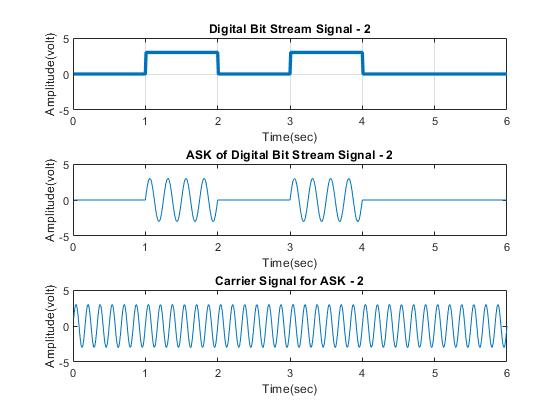 Digital Bit Stream Signal - 2
Amplitude(volt)
5
0
-5
0 1 2 3 4 5 6
Time(sec)
ASK of Digital Bit Stream Signal - 2
Amplitude(volt)
5
0
-5
0 1 2 3 4 5 6
Time(sec)
Carrier Signal for ASK - 2
Amplitude(volt)
5
0
-5
0 1 2 3 4 5 6
Time(sec)